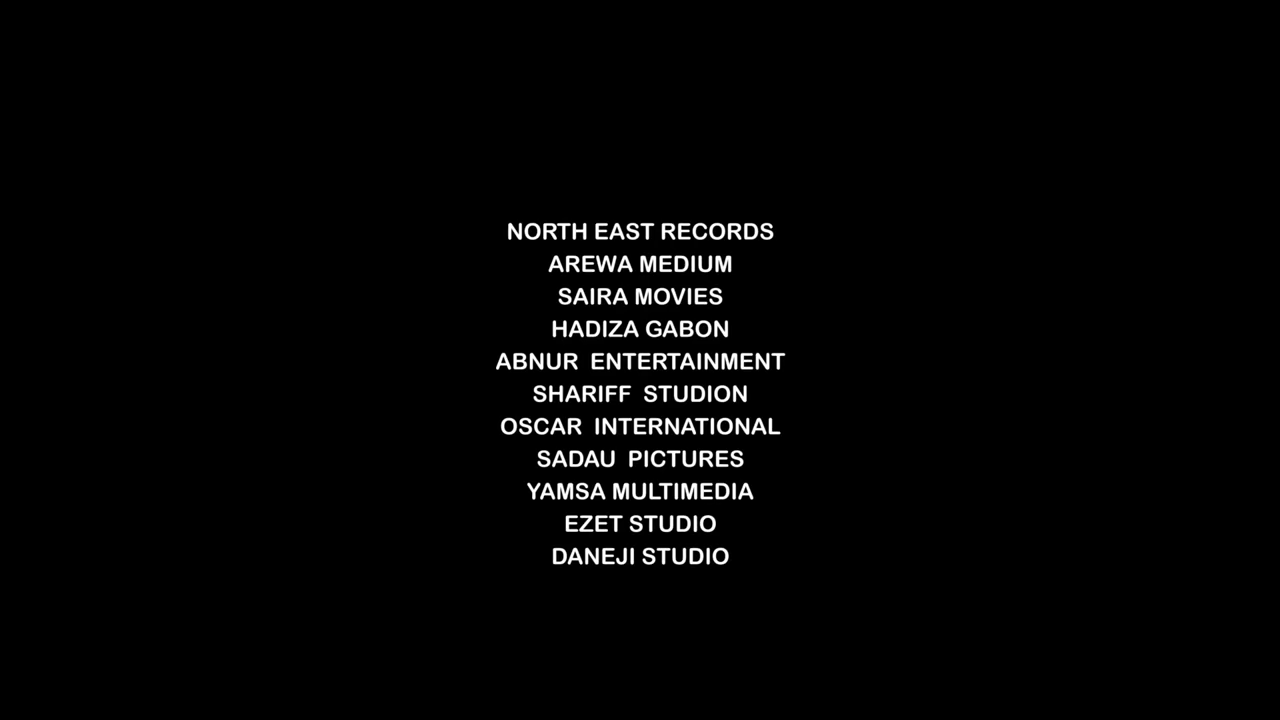 NORTH EAST RECORDS
AREWA MEDIUM
SAIRA MOVIES
HADIZA GABON
ABNUR  ENTERTAINMENT
SHARIFF  STUDION
OSCAR  INTERNATIONAL
SADAU  PICTURES
YAMSA MULTIMEDIA
EZET STUDIO
DANEJI STUDIO